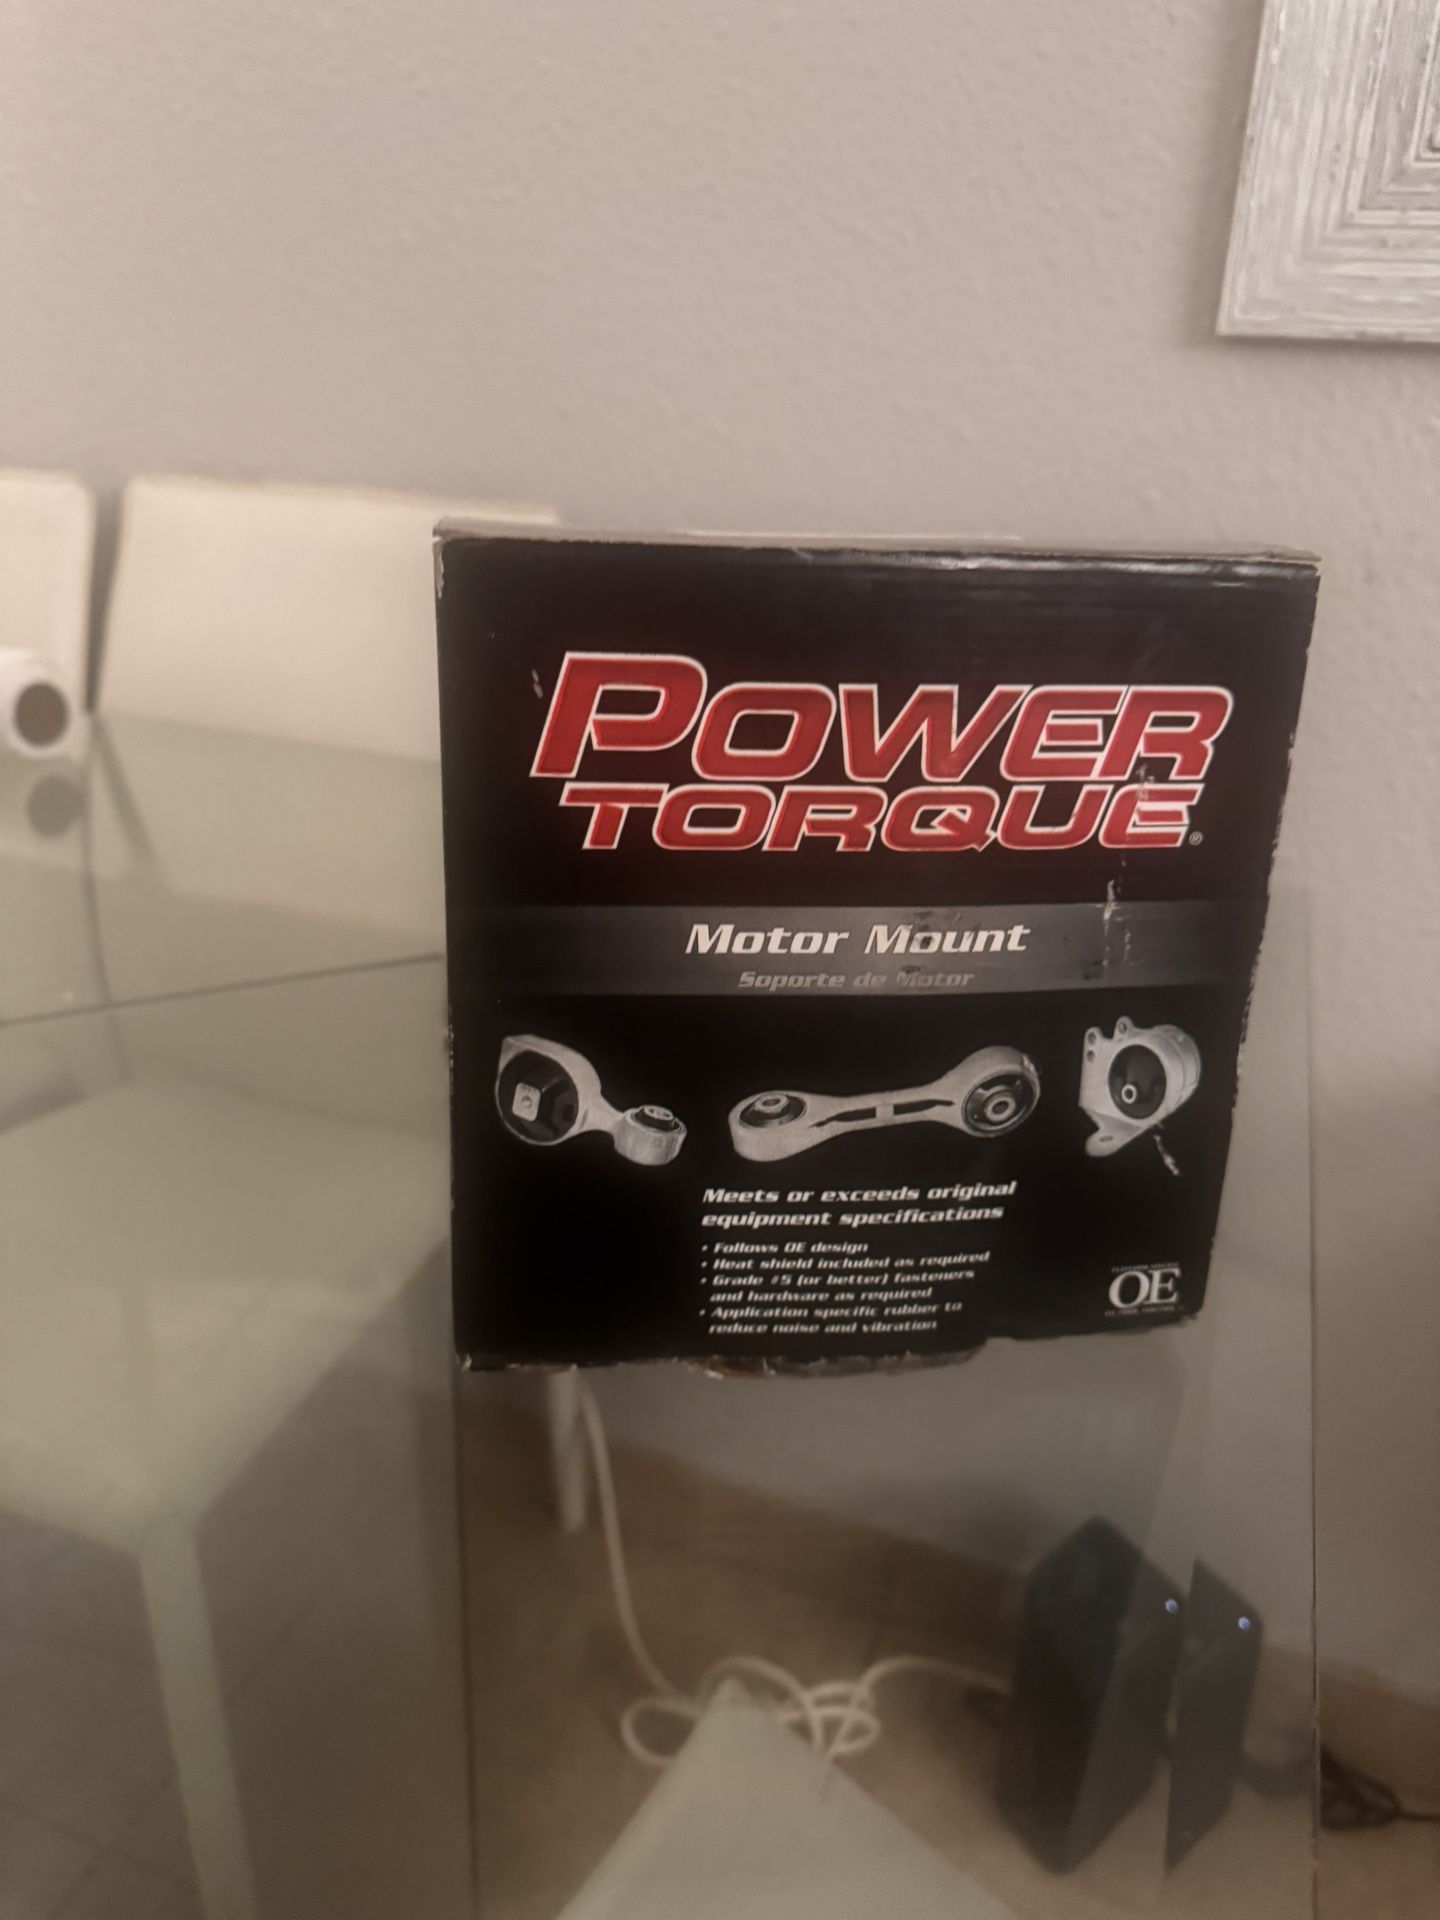 POWER
TORQUE®
Motor Mount
Soporte de Motor
Meets or exceeds original
equipment specifications
• Follows OE design
• Heat shield included as required
• Grade #5 (or better) fasteners
and hardware as required
• Application specific rubber to
reduce noise and vibration
OE